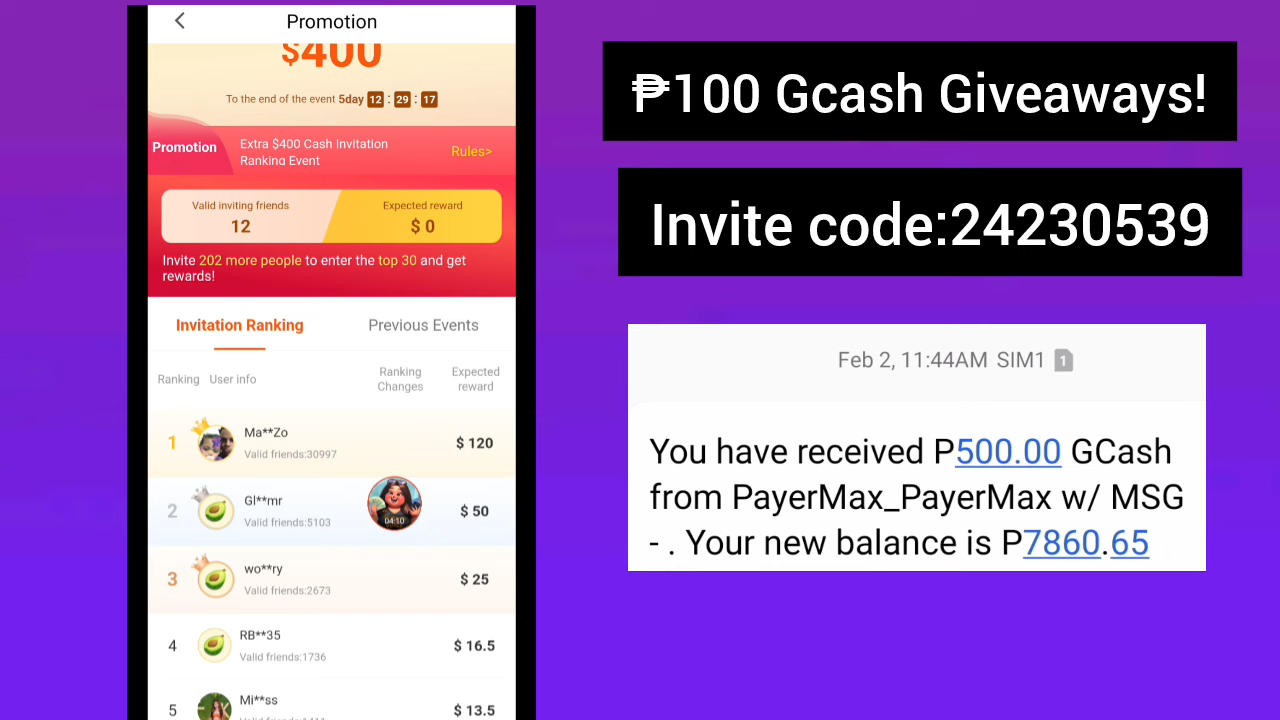 Promotion
$400
To the end of the event 5day 12 : 29 : 17
Promotion
Extra $400 Cash Invitation
Ranking Event
Rules>
Valid inviting friends
12
Expected reward
$ 0
Invite 202 more people to enter the top 30 and get
rewards!
Invitation Ranking
Previous Events
Ranking
User info
Ranking
Changes
Expected
reward
1
Ma**Zo
Valid friends:30997
$ 120
2
Gl**mr
Valid friends:5103
04:10
$ 50
3
wo**ry
Valid friends:2673
$ 25
4
RB**35
Valid friends:1736
$ 16.5
5
Mi**ss
$ 13.5
₱100 Gcash Giveaways!
Invite code:24230539
Feb 2, 11:44AM SIM1 1
You have received P500.00 GCash
from PayerMax_PayerMax w/ MSG
- . Your new balance is P7860.65